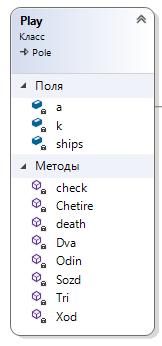 Play
Класс
Pole
Поля
a
k
ships
Методы
check
Chetire
death
Dva
Odin
Sozd
Tri
Xod